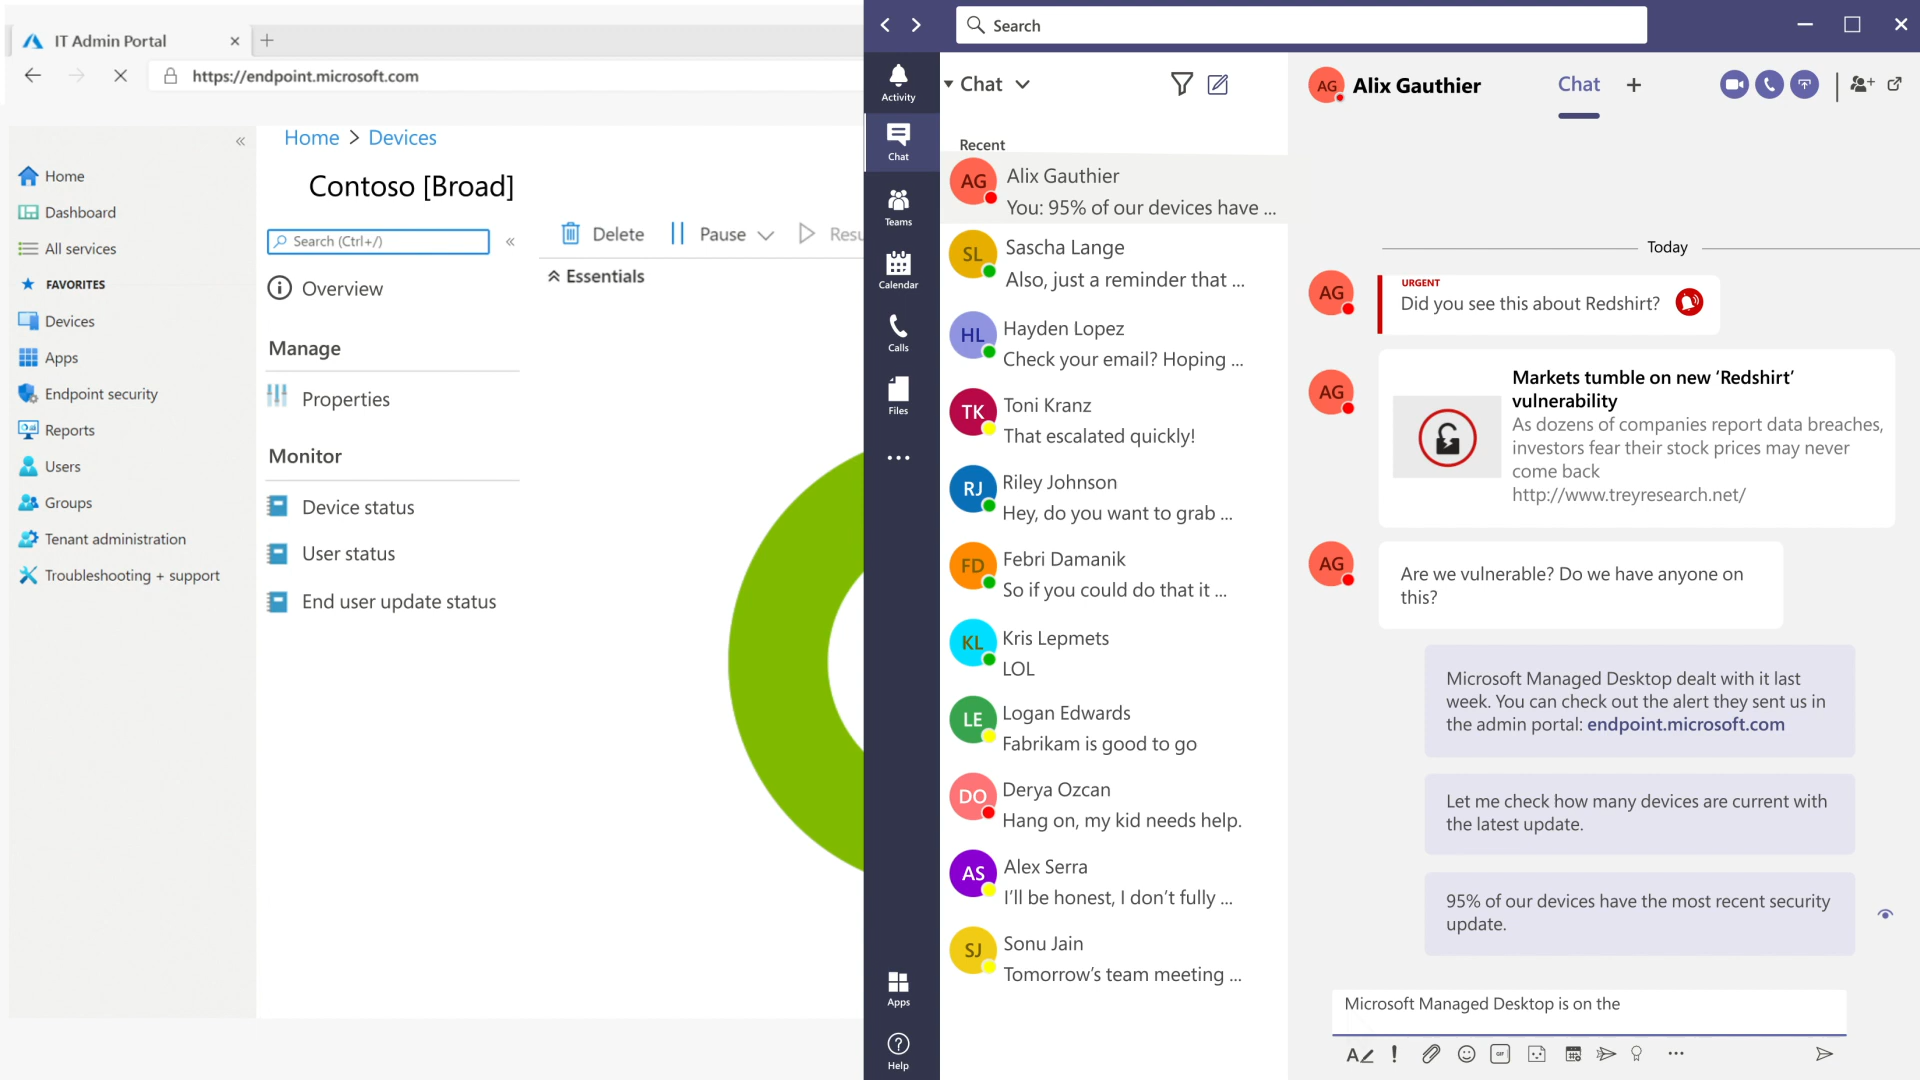 IT Admin Portal
https://endpoint.microsoft.com
Home
Dashboard
All services
FAVORITES
Devices
Apps
Endpoint security
Reports
Users
Groups
Tenant administration
Troubleshooting + support
Home > Devices
Contoso [Broad]
Search (Ctrl+/)
Overview
Manage
Properties
Monitor
Device status
User status
End user update status
Delete
Pause
Essentials
Search
Activity
Chat
Teams
Calendar
Calls
Files
Apps
Help
Chat
Recent
AG
Alix Gauthier
You: 95% of our devices have ...
SL
Sascha Lange
Also, just a reminder that ...
HL
Hayden Lopez
Check your email? Hoping ...
TK
Toni Kranz
That escalated quickly!
RJ
Riley Johnson
Hey, do you want to grab ...
FD
Febri Damanik
So if you could do that it ...
KL
Kris Lepmets
LOL
LE
Logan Edwards
Fabrikam is good to go
DO
Derya Ozcan
Hang on, my kid needs help.
AS
Alex Serra
I'll be honest, I don't fully ...
SJ
Sonu Jain
Tomorrow's team meeting ...
AG
Alix Gauthier
Chat
Today
AG
URGENT
Did you see this about Redshirt?
AG
Markets tumble on new ‘Redshirt’
vulnerability
As dozens of companies report data breaches,
investors fear their stock prices may never
come back
http://www.treyresearch.net/
AG
Are we vulnerable? Do we have anyone on
this?
Microsoft Managed Desktop dealt with it last
week. You can check out the alert they sent us in
the admin portal: endpoint.microsoft.com
Let me check how many devices are current with
the latest update.
95% of our devices have the most recent security
update.
Microsoft Managed Desktop is on the
GIF